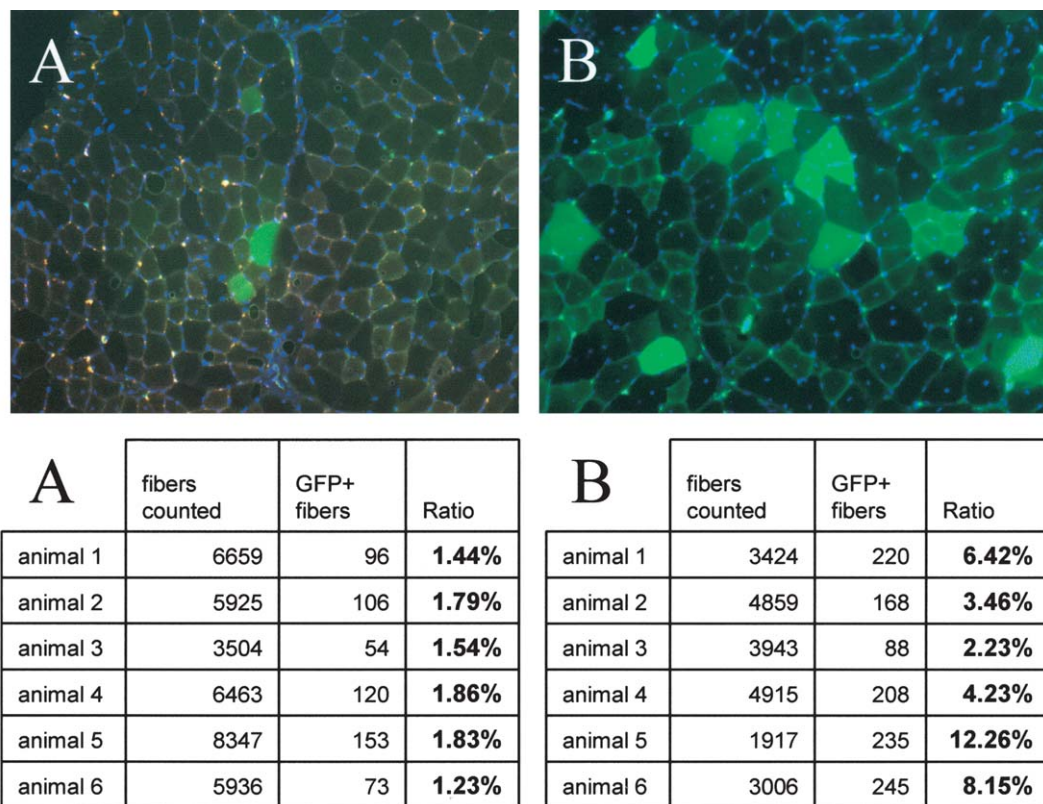 A
B
A fibers counted GFP+ fibers Ratio
animal 1 6659 96 1.44%
animal 2 5925 106 1.79%
animal 3 3504 54 1.54%
animal 4 6463 120 1.86%
animal 5 8347 153 1.83%
animal 6 5936 73 1.23%
B fibers counted GFP+ fibers Ratio
animal 1 3424 220 6.42%
animal 2 4859 168 3.46%
animal 3 3943 88 2.23%
animal 4 4915 208 4.23%
animal 5 1917 235 12.26%
animal 6 3006 245 8.15%